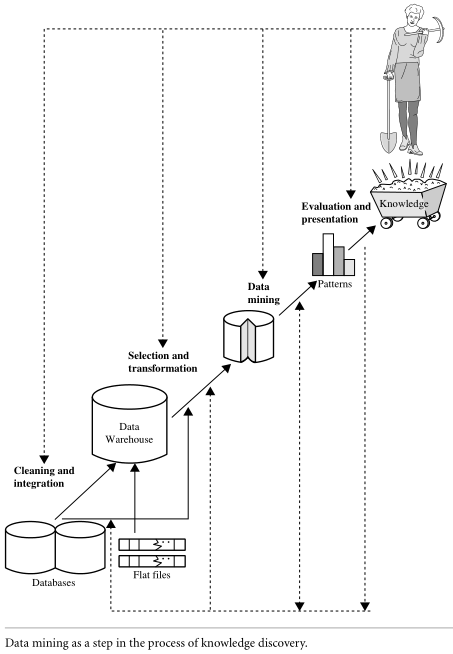 Knowledge
Evaluation and
presentation
Patterns
Data
mining
Selection and
transformation
Data
Warehouse
Cleaning and
integration
Databases
Flat files
Data mining as a step in the process of knowledge discovery.